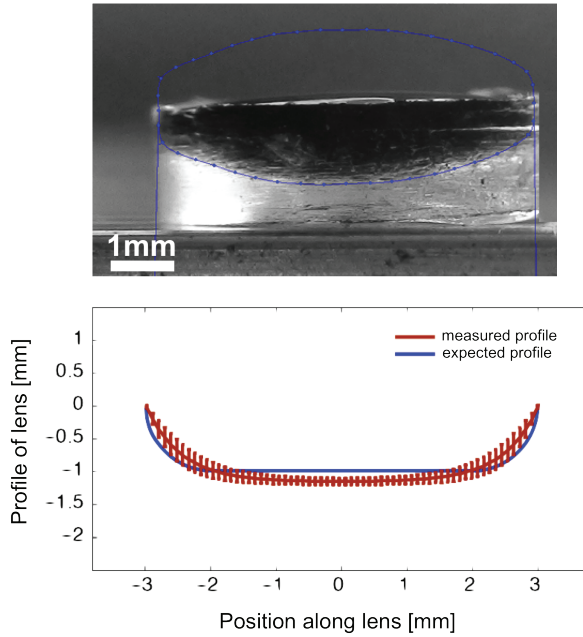 1mm
measured profile
expected profile
Profile of lens [mm]
1
0.5
0
-0.5
-1
-1.5
-2
-3
-2
-1
0
1
2
3
Position along lens [mm]